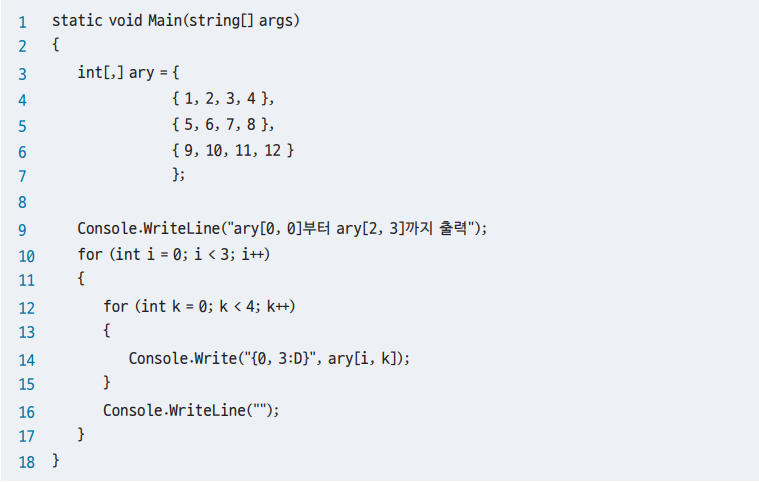 1 static void Main(string[] args)
2 {
3 int[,] ary = {
4 { 1, 2, 3, 4 },
5 { 5, 6, 7, 8 },
6 { 9, 10, 11, 12 }
7 };
8
9 Console.WriteLine("ary[0, 0]부터 ary[2, 3]까지 출력");
10 for (int i = 0; i < 3; i++)
11 {
12 for (int k = 0; k < 4; k++)
13 {
14 Console.Write("{0, 3:D}", ary[i, k]);
15 }
16 Console.WriteLine("");
17 }
18 }